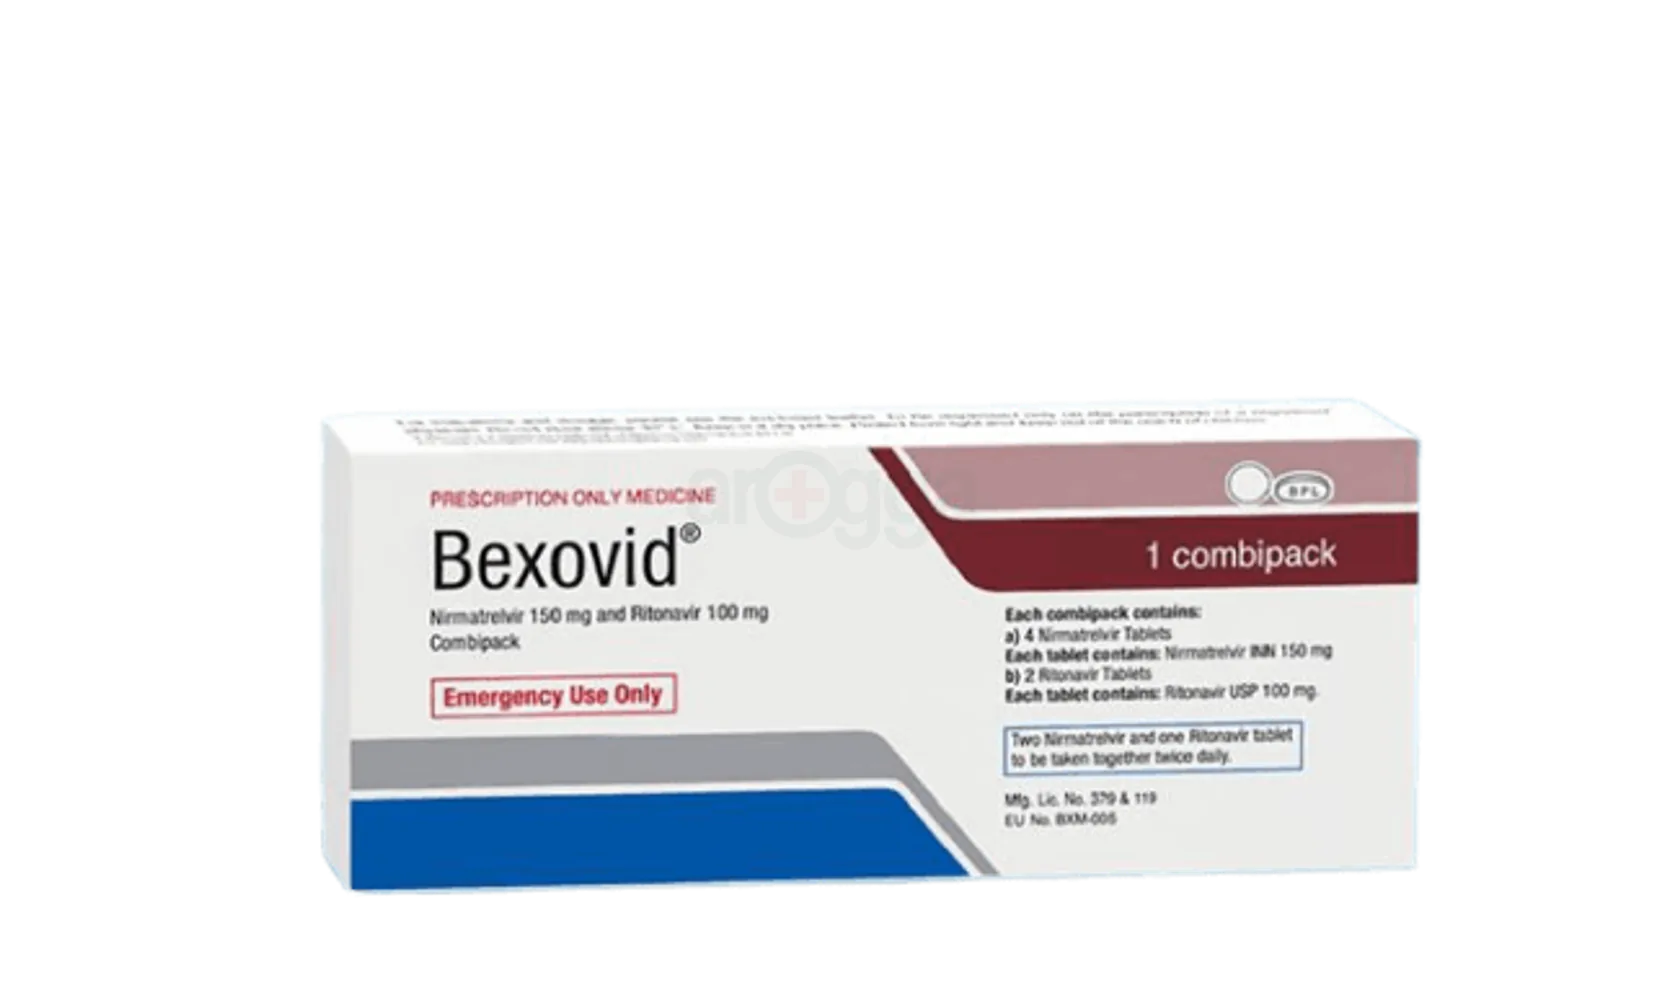 PRESCRIPTION ONLY MEDICINE
arogga
Bexovid®
Nirmatrelvir 150 mg and Ritonavir 100 mg
Combipack
Emergency Use Only
BPL
1 combipack
Each combipack contains:
a) 4 Nirmatrelvir Tablets
Each tablet contains: Nirmatrelvir INN 150 mg
b) 2 Ritonavir Tablets
Each tablet contains: Ritonavir USP 100 mg.
Two Nirmatrelvir and one Ritonavir tablet
to be taken together twice daily.
Mfg. Lic. No. 379 & 119
EU No. BXM-005